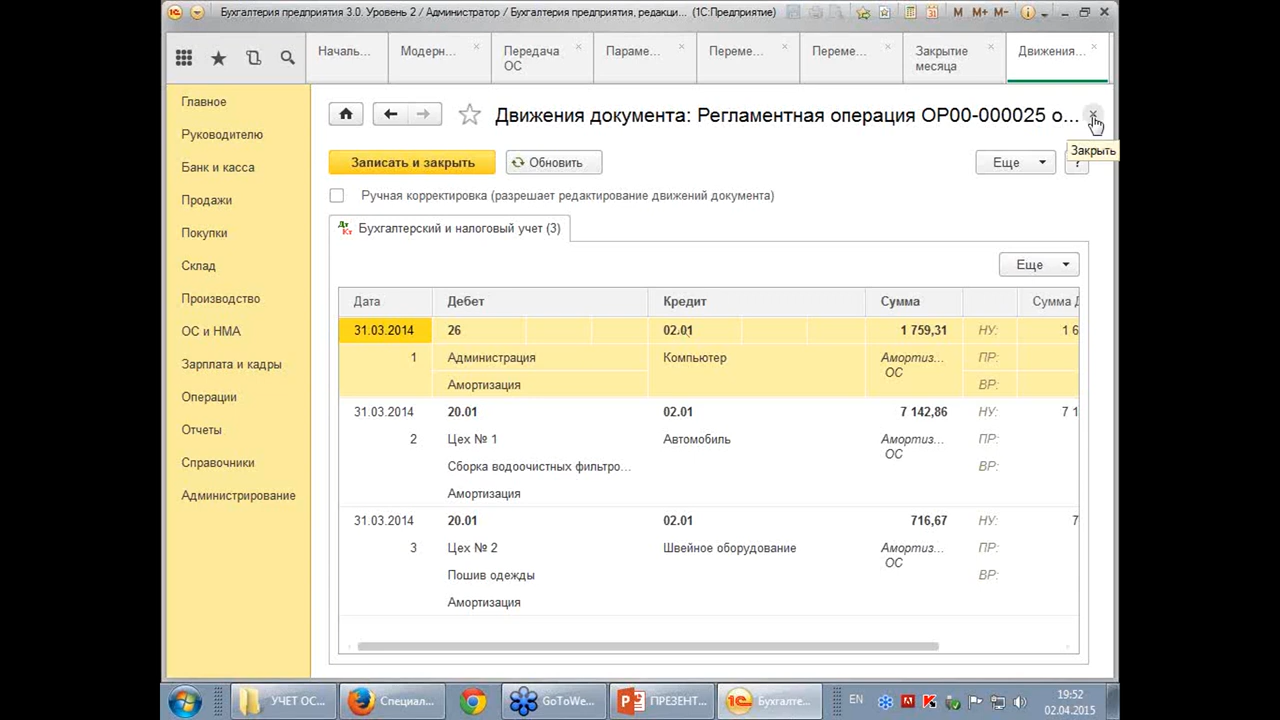 Бухгалтерия предприятия 3.0. Уровень 2 / Администратор / Бухгалтерия предприятия, редакци... (1С:Предприятие)
M M+ M-
Началь... Модерн... Передача ОС Параме... Переме... Переме... Закрытие месяца Движения...
Главное
Руководителю
Банк и касса
Продажи
Покупки
Склад
Производство
ОС и НМА
Зарплата и кадры
Операции
Отчеты
Справочники
Администрирование
Движения документа: Регламентная операция ОР00-000025 о...
Закрыть
Записать и закрыть Обновить Еще ?
Ручная корректировка (разрешает редактирование движений документа)
Дт Кт Бухгалтерский и налоговый учет (3)
Еще
Дата Дебет Кредит Сумма Сумма Д
31.03.2014 26 02.01 1 759,31 НУ: 1 6
1 Администрация Компьютер Амортиз... ОС ПР:
Амортизация ВР:
31.03.2014 20.01 02.01 7 142,86 НУ: 7 1
2 Цех № 1 Автомобиль Амортиз... ОС ПР:
Сборка водоочистных фильтро... ВР:
Амортизация
31.03.2014 20.01 02.01 716,67 НУ: 7
3 Цех № 2 Швейное оборудование Амортиз... ОС ПР:
Пошив одежды ВР:
Амортизация
УЧЕТ ОС... Специал... GoToWe... ПРЕЗЕНТ... Бухгалте... EN 19:52
02.04.2015